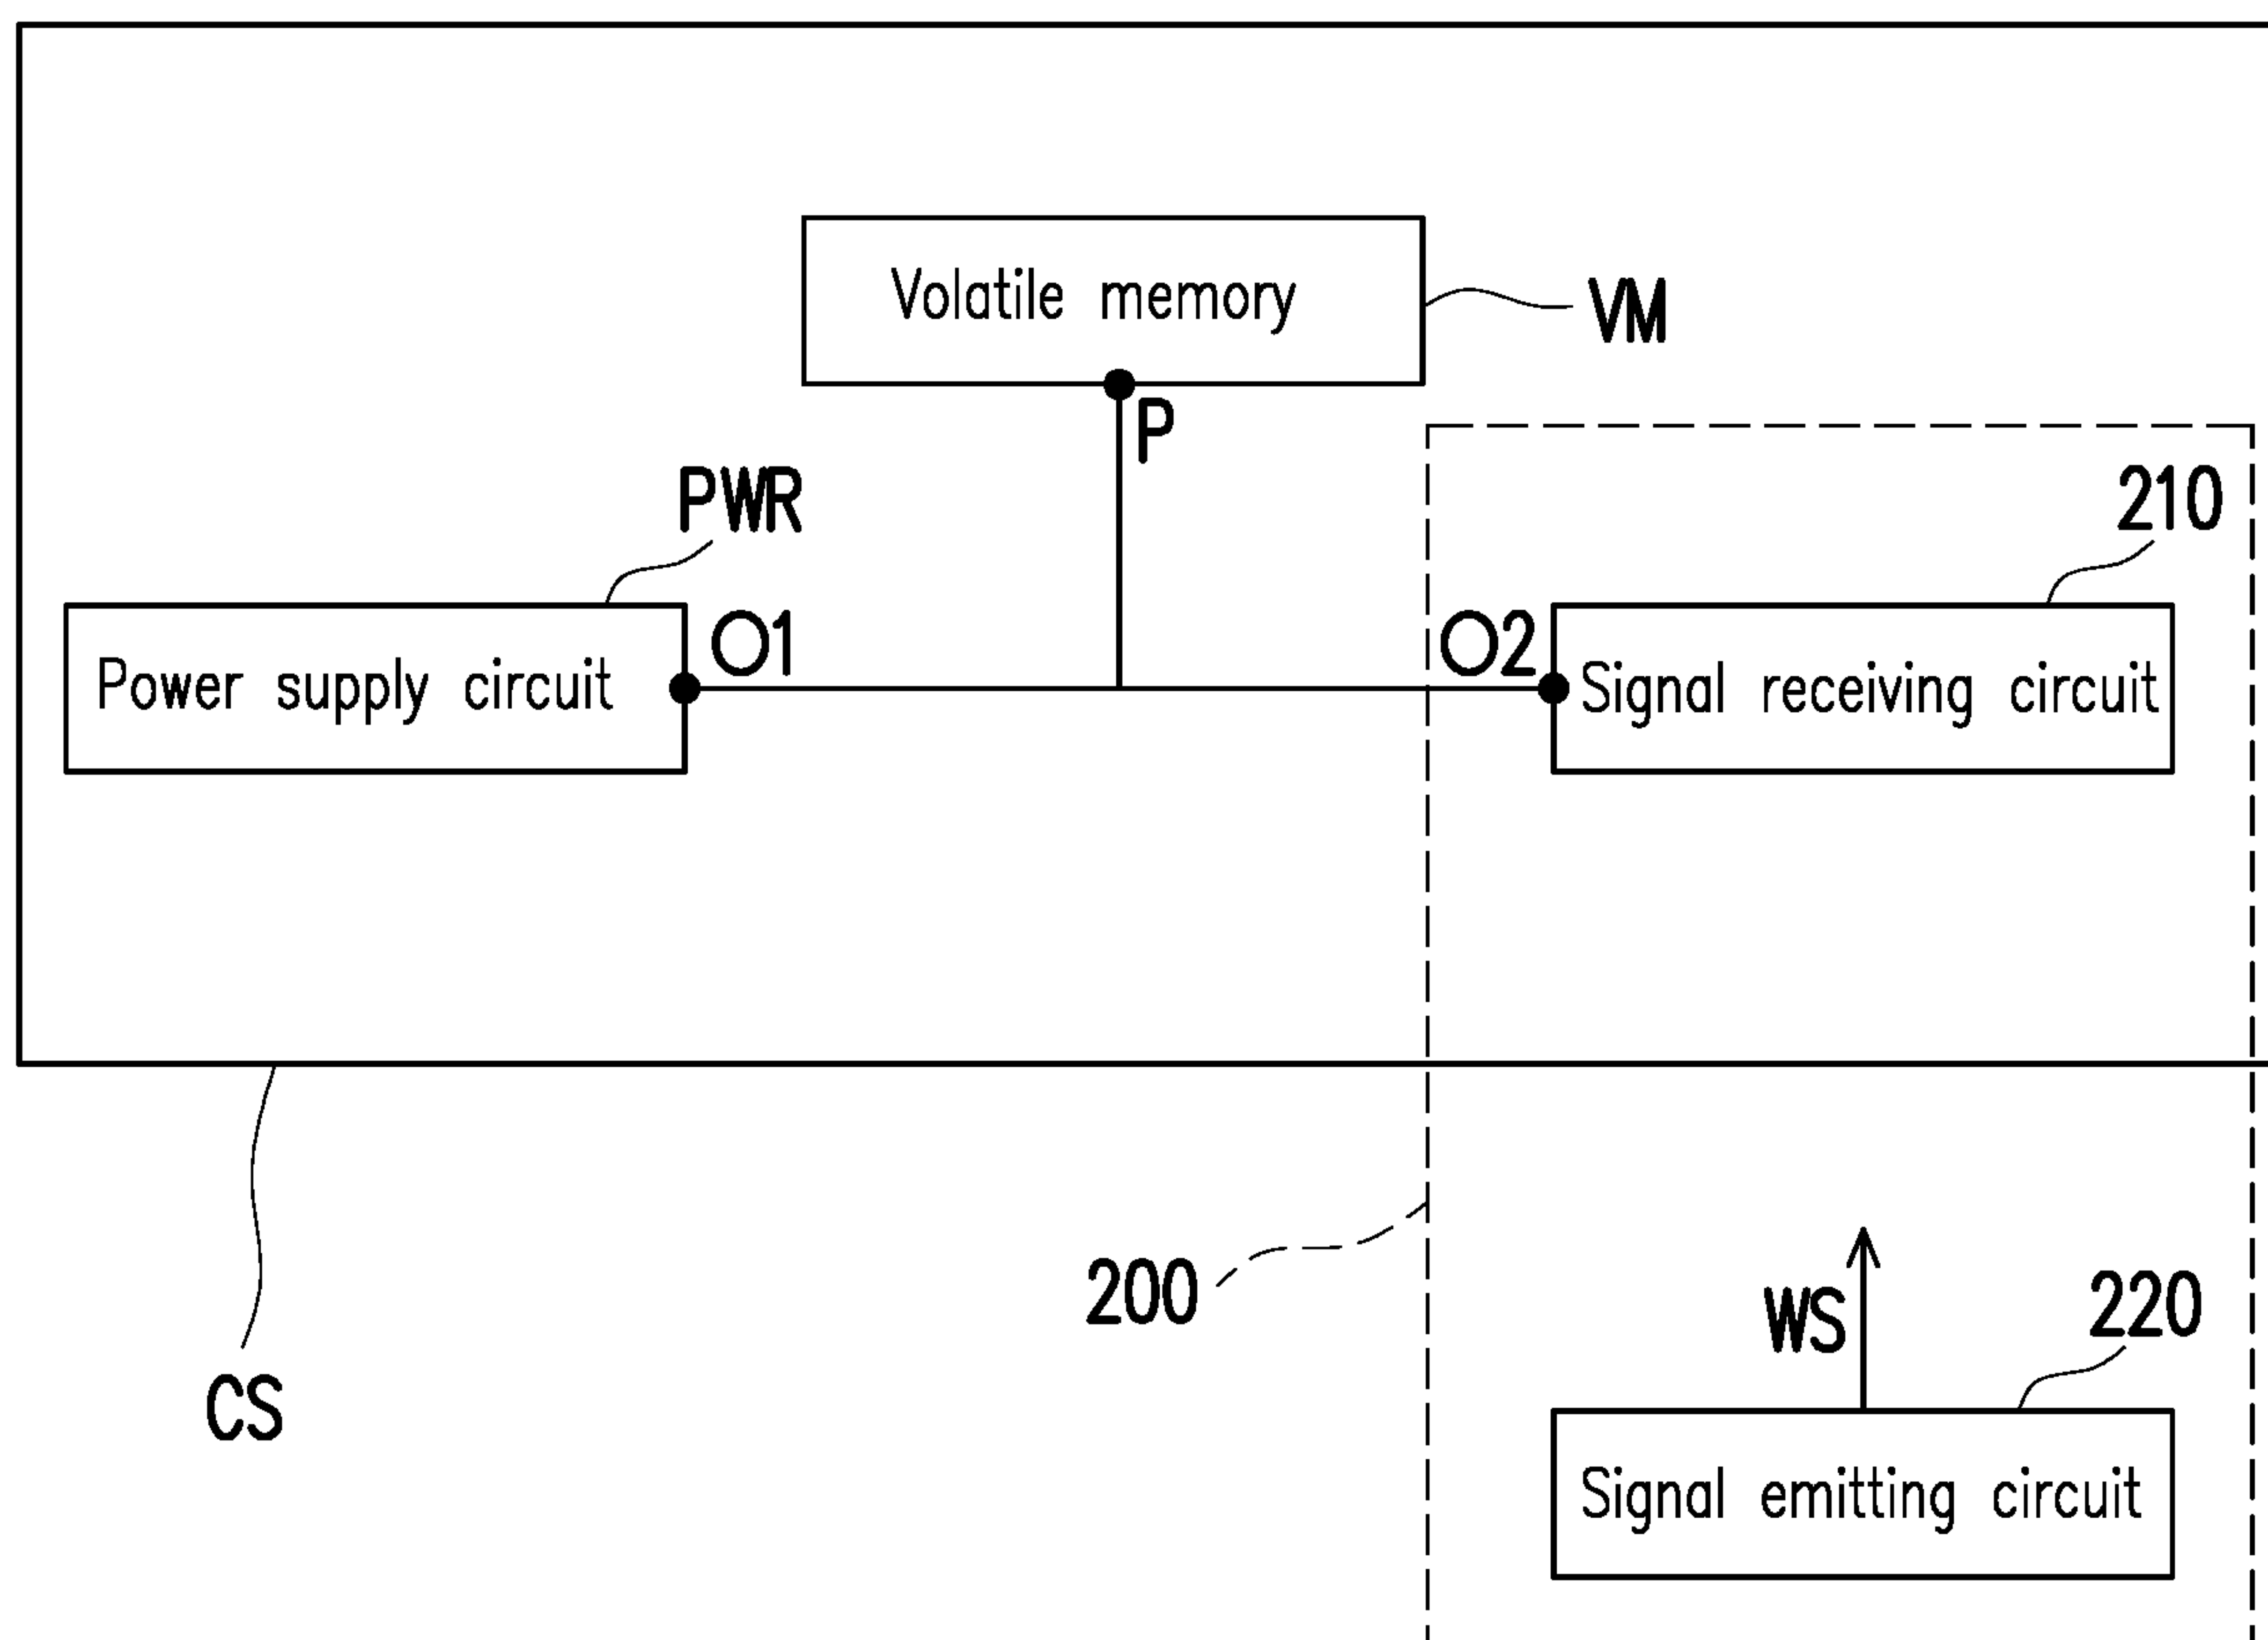 Volatile memory
VM
P
PWR
210
O1
O2
Power supply circuit
Signal receiving circuit
200
WS
220
CS
Signal emitting circuit